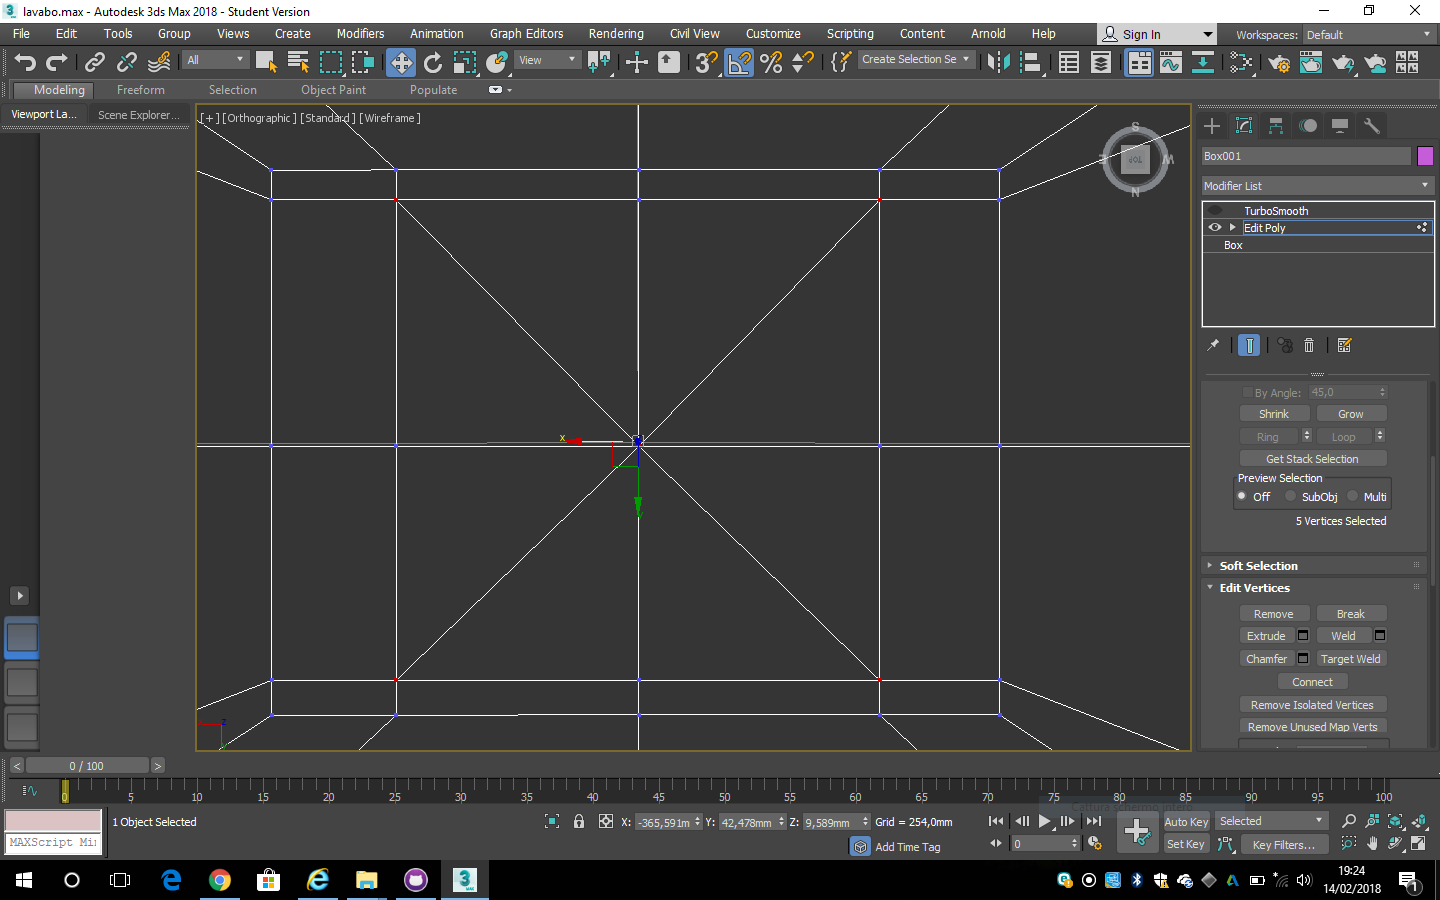 lavabo.max - Autodesk 3ds Max 2018 - Student Version
File Edit Tools Group Views Create Modifiers Animation Graph Editors Rendering Civil View Customize Scripting Content Arnold Help Sign In Workspaces: Default
All View Create Selection Se
Modeling Freeform Selection Object Paint Populate
Viewport La... Scene Explorer...
[+] [Orthographic] [Standard] [Wireframe]
S
E TOP W
N
x
z
Box001
Modifier List
TurboSmooth
Edit Poly
Box
By Angle: 45,0
Shrink Grow
Ring Loop
Get Stack Selection
Preview Selection
Off SubObj Multi
5 Vertices Selected
Soft Selection
Edit Vertices
Remove Break
Extrude Weld
Chamfer Target Weld
Connect
Remove Isolated Vertices
Remove Unused Map Verts
< 0 / 100 >
0 5 10 15 20 25 30 35 40 45 50 55 60 65 70 75 80 85 90 95 100
Cattura schermo intero
1 Object Selected X: -365,591m Y: 42,478mm Z: 9,589mm Grid = 254,0mm Auto Key Selected
MAXScript Mi Add Time Tag 0 Set Key Key Filters...
19:24
14/02/2018
1